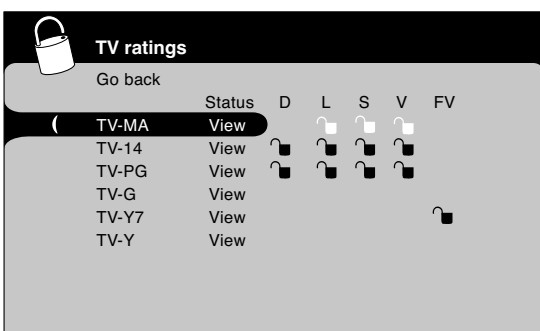 TV ratings
Go back
Status D L S V FV
TV-MA View
TV-14 View
TV-PG View
TV-G View
TV-Y7 View
TV-Y View